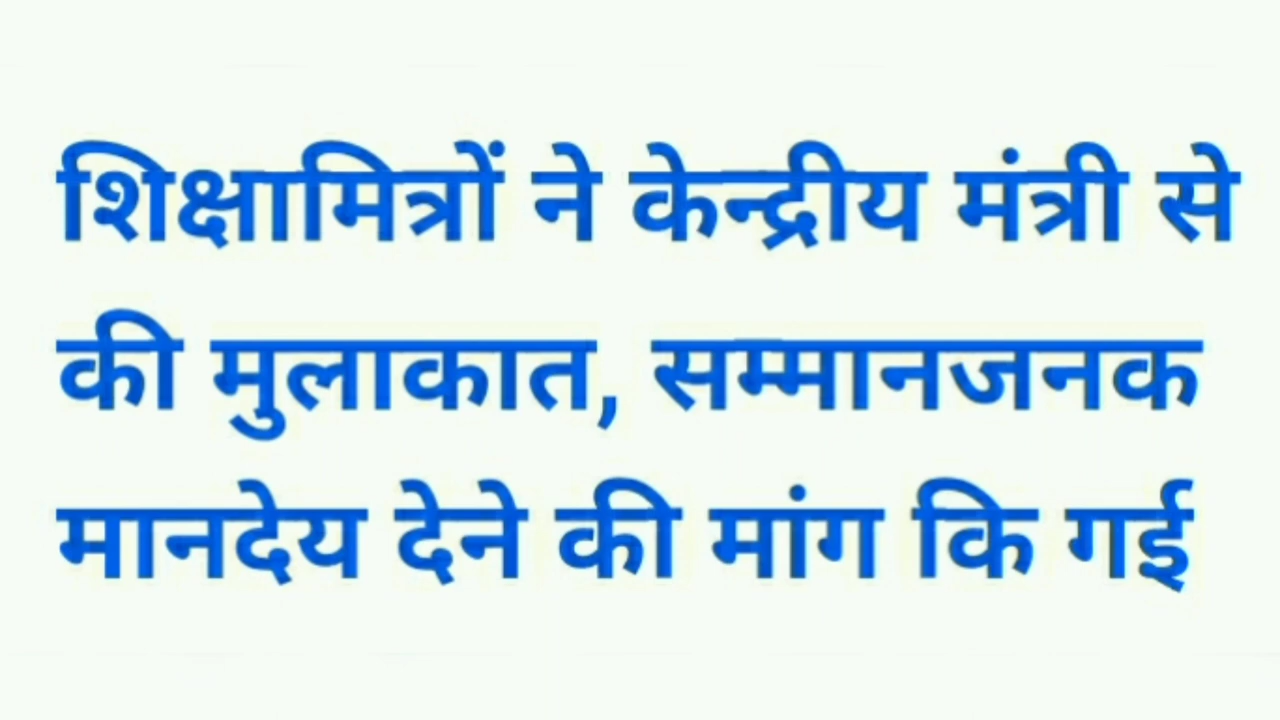 शिक्षामित्रों ने केन्द्रीय मंत्री से
की मुलाकात, सम्मानजनक
मानदेय देने की मांग कि गई